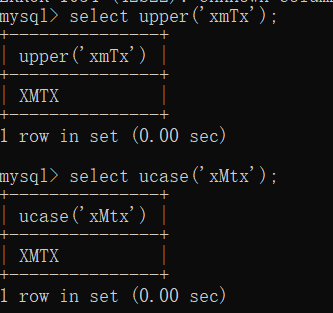 mysql> select upper('xmTx');
+---------------+
| upper('xmTx') |
+---------------+
| XMTX          |
+---------------+
1 row in set (0.00 sec)
mysql> select ucase('xMtx');
+---------------+
| ucase('xMtx') |
+---------------+
| XMTX          |
+---------------+
1 row in set (0.00 sec)